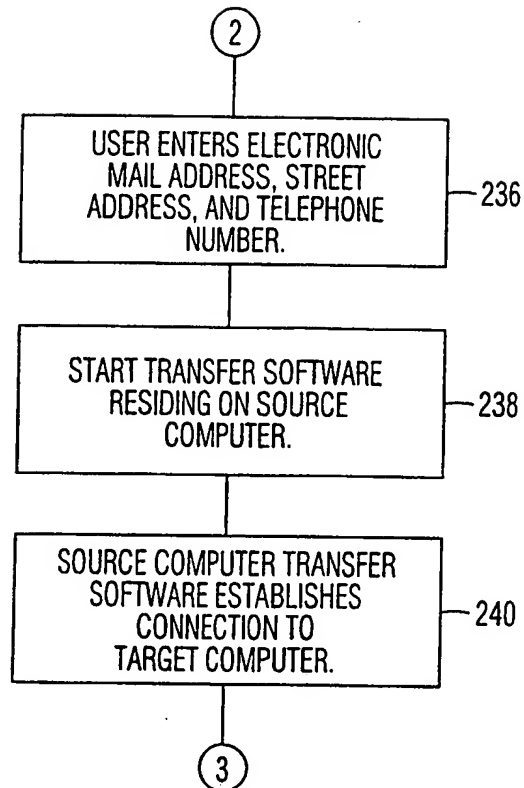 2
USER ENTERS ELECTRONIC
MAIL ADDRESS, STREET
ADDRESS, AND TELEPHONE
NUMBER.
236
START TRANSFER SOFTWARE
RESIDING ON SOURCE
COMPUTER.
238
SOURCE COMPUTER TRANSFER
SOFTWARE ESTABLISHES
CONNECTION TO
TARGET COMPUTER.
240
3